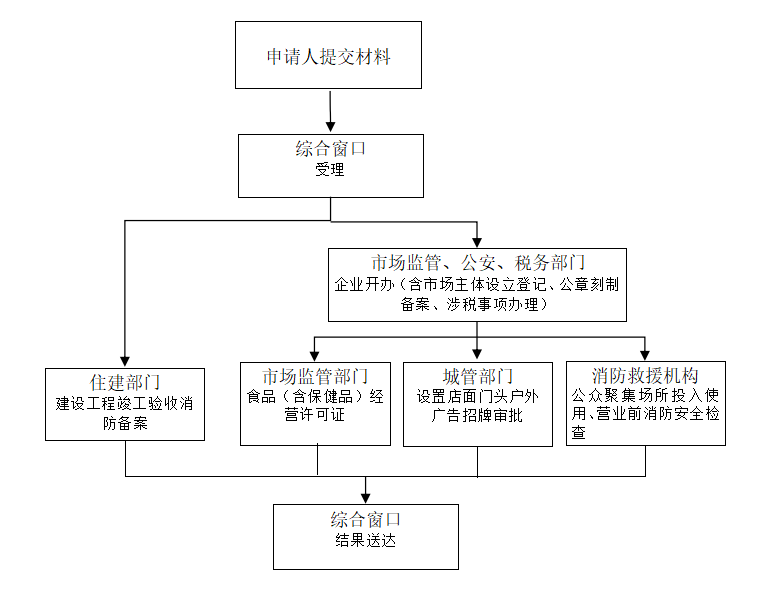 申请人提交材料
综合窗口
受理
市场监管、公安、税务部门
企业开办（含市场主体设立登记、公章刻制
备案、涉税事项办理）
住建部门
建设工程竣工验收消
防备案
市场监管部门
食品（含保健品）经
营许可证
城管部门
设置店面门头户外
广告招牌审批
消防救援机构
公众聚集场所投入使
用、营业前消防安全检
查
综合窗口
结果送达